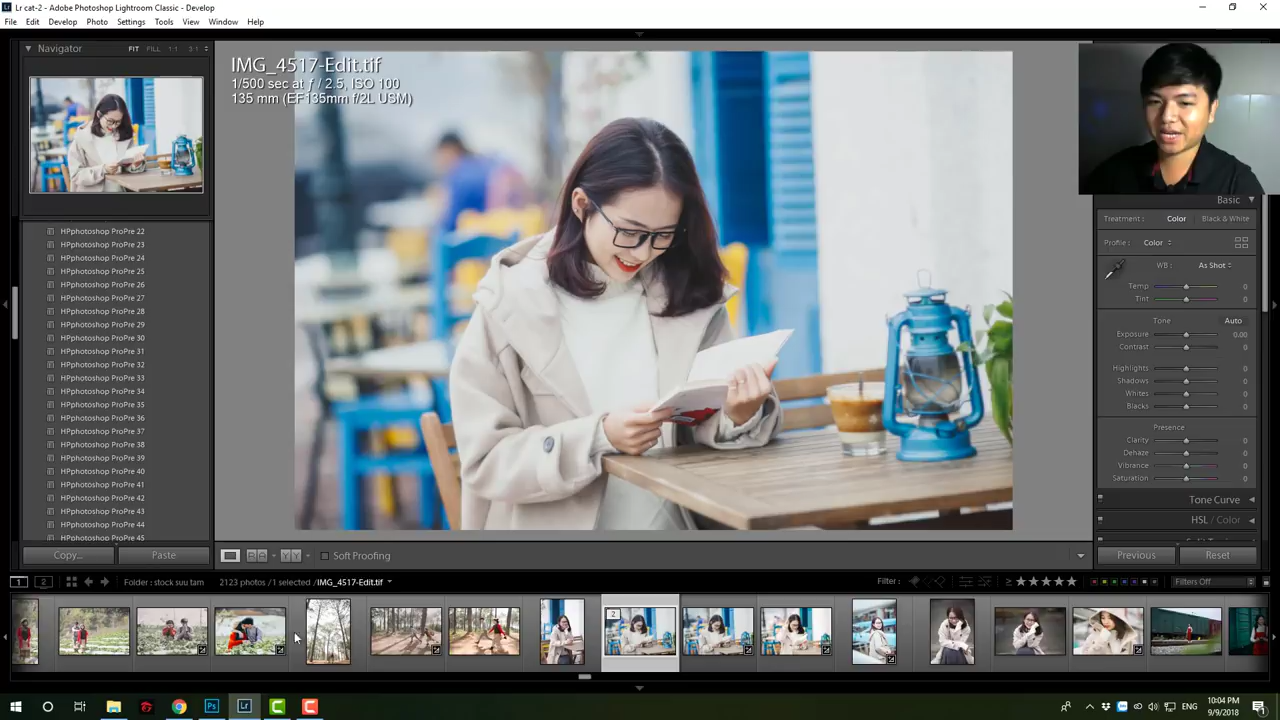 Lr cat-2 - Adobe Photoshop Lightroom Classic - Develop
File Edit Develop Photo Settings Tools View Window Help
Navigator FIT FILL 1:1 3:1
IMG_4517-Edit.tif
1/500 sec at ƒ / 2.5, ISO 100
135 mm (EF135mm f/2L USM)
HPphotoshop ProPre 22
HPphotoshop ProPre 23
HPphotoshop ProPre 24
HPphotoshop ProPre 25
HPphotoshop ProPre 26
HPphotoshop ProPre 27
HPphotoshop ProPre 28
HPphotoshop ProPre 29
HPphotoshop ProPre 30
HPphotoshop ProPre 31
HPphotoshop ProPre 32
HPphotoshop ProPre 33
HPphotoshop ProPre 34
HPphotoshop ProPre 35
HPphotoshop ProPre 36
HPphotoshop ProPre 37
HPphotoshop ProPre 38
HPphotoshop ProPre 39
HPphotoshop ProPre 40
HPphotoshop ProPre 41
HPphotoshop ProPre 42
HPphotoshop ProPre 43
HPphotoshop ProPre 44
HPphotoshop ProPre 45
Basic
Treatment: Color Black & White
Profile: Color
WB: As Shot
Temp 0
Tint 0
Tone Auto
Exposure 0.00
Contrast 0
Highlights 0
Shadows 0
Whites 0
Blacks 0
Presence
Clarity 0
Dehaze 0
Vibrance 0
Saturation 0
Tone Curve
HSL / Color
Copy... Paste Soft Proofing Previous Reset
1 2 Folder : stock suu tam 2123 photos / 1 selected / IMG_4517-Edit.tif Filter : Filters Off
2
Ps Lr C C ENG 10:04 PM
9/9/2018 1